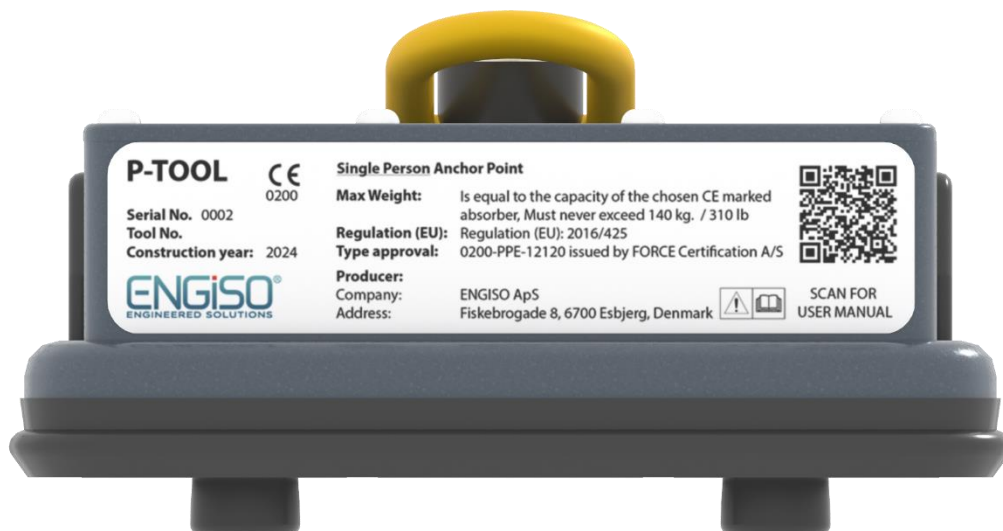 P-TOOL
CE
0200
Serial No. 0002
Tool No.
Construction year: 2024
ENGiSO®
ENGINEERED SOLUTIONS
Single Person Anchor Point
Max Weight: Is equal to the capacity of the chosen CE marked
absorber, Must never exceed 140 kg. / 310 lb
Regulation (EU): Regulation (EU): 2016/425
Type approval: 0200-PPE-12120 issued by FORCE Certification A/S
Producer:
Company: ENGISO ApS
Address: Fiskebrogade 8, 6700 Esbjerg, Denmark
SCAN FOR
USER MANUAL